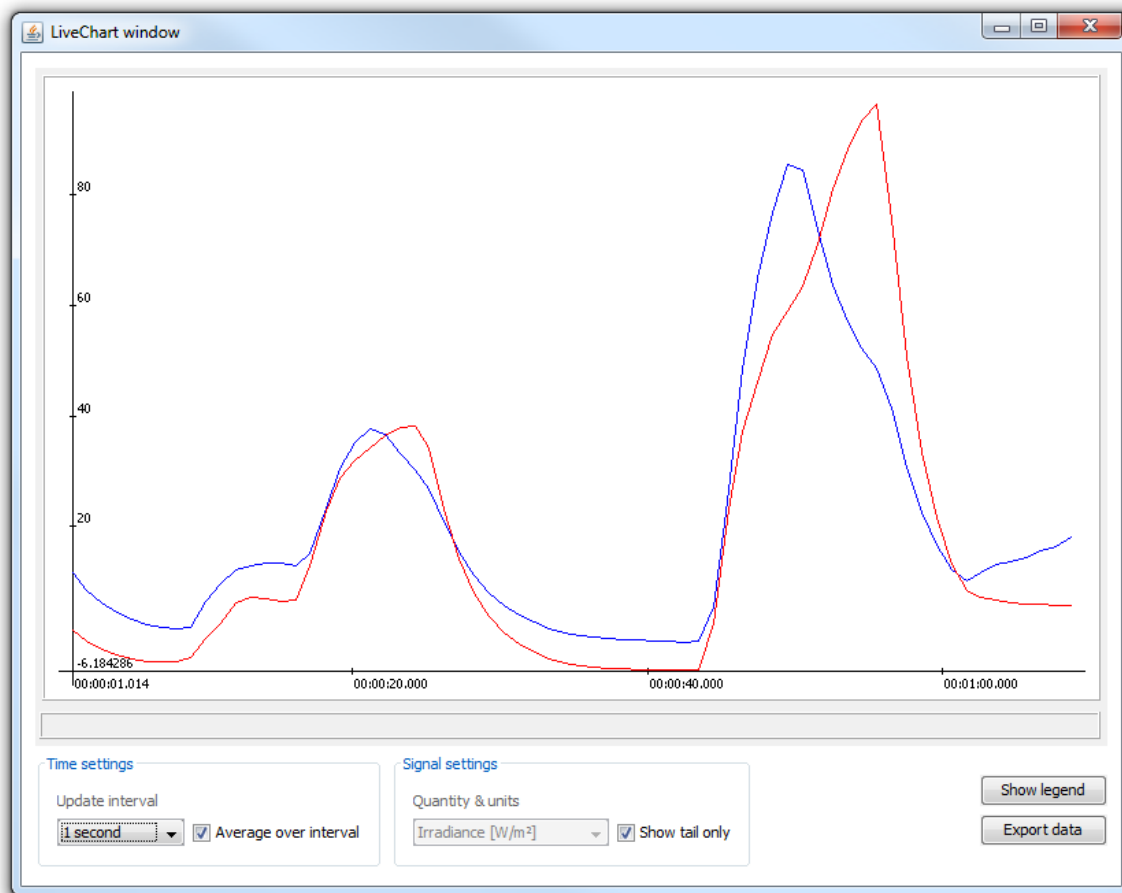 LiveChart window
80
60
40
20
-6.184286
00:00:01.014 00:00:20.000 00:00:40.000 00:01:00.000
Time settings
Update interval
1 second Average over interval
Signal settings
Quantity & units
Irradiance [W/m²] Show tail only
Show legend
Export data